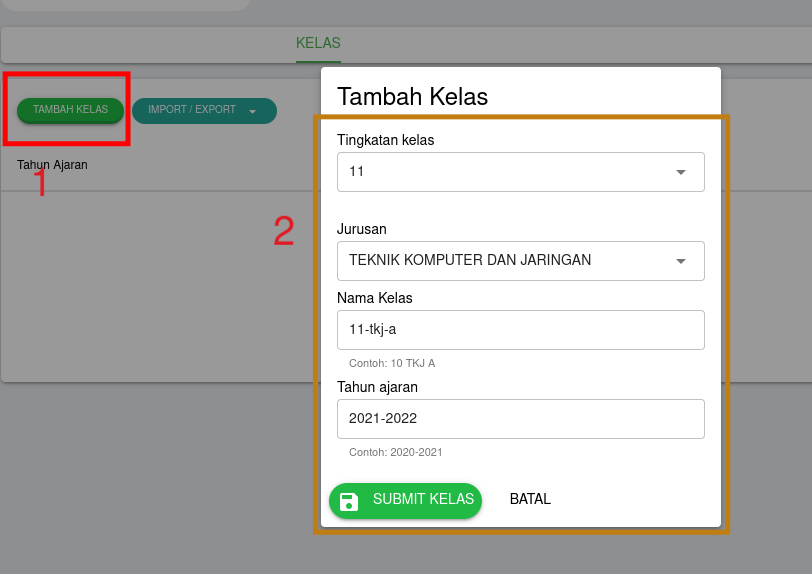 KELAS
TAMBAH KELAS
IMPORT / EXPORT
Tahun Ajaran
1
2
Tambah Kelas
Tingkatan kelas
11
Jurusan
TEKNIK KOMPUTER DAN JARINGAN
Nama Kelas
11-tkj-a
Contoh: 10 TKJ A
Tahun ajaran
2021-2022
Contoh: 2020-2021
SUBMIT KELAS
BATAL